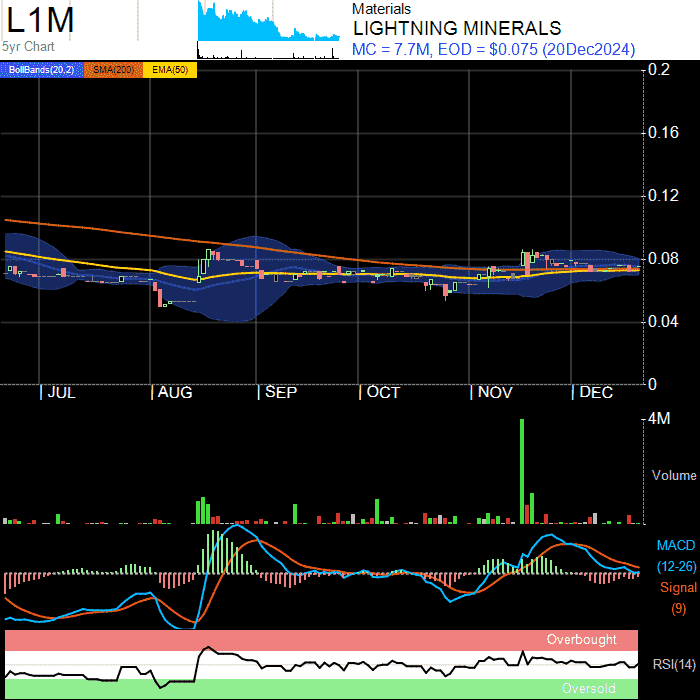 L1M
5yr Chart
Materials
LIGHTNING MINERALS
MC = 7.7M, EOD = $0.075 (20Dec2024)
BollBands(20,2) SMA(200) EMA(50)
0.2
0.16
0.12
0.08
0.04
0
JUL AUG SEP OCT NOV DEC
4M
Volume
MACD
(12-26)
Signal
(9)
Overbought
RSI(14)
Oversold